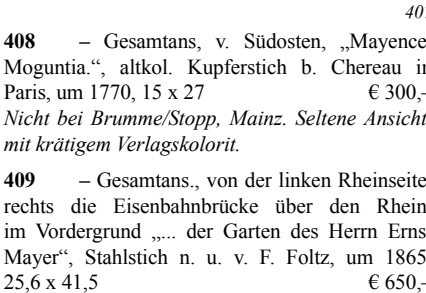 407
408 – Gesamtans, v. Südosten, „Mayence
Moguntia.“, altkol. Kupferstich b. Chereau in
Paris, um 1770, 15 x 27 € 300,-
Nicht bei Brumme/Stopp, Mainz. Seltene Ansicht
mit krätigem Verlagskolorit.
409 – Gesamtans., von der linken Rheinseite
rechts die Eisenbahnbrücke über den Rhein
im Vordergrund „... der Garten des Herrn Erns
Mayer“, Stahlstich n. u. v. F. Foltz, um 1865
25,6 x 41,5 € 650,-